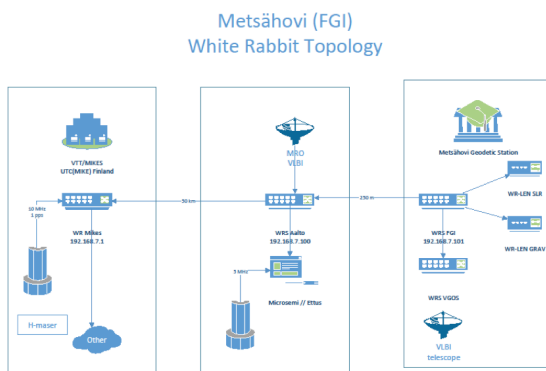 Metsähovi (FGI)
White Rabbit Topology
VTT/MIKES
UTC(MIKE) Finland
10 MHz
1 pps
WR Mikes
192.168.7.1
H-maser
Other
50 km
MRO
VLBI
WRS Aalto
192.168.7.100
5 MHz
Microsemi // Ettus
250 m
Metsähovi Geodetic Station
WR-LEN SLR
WRS FGI
192.168.7.101
WR-LEN GRAV
WRS VGOS
VLBI
telescope